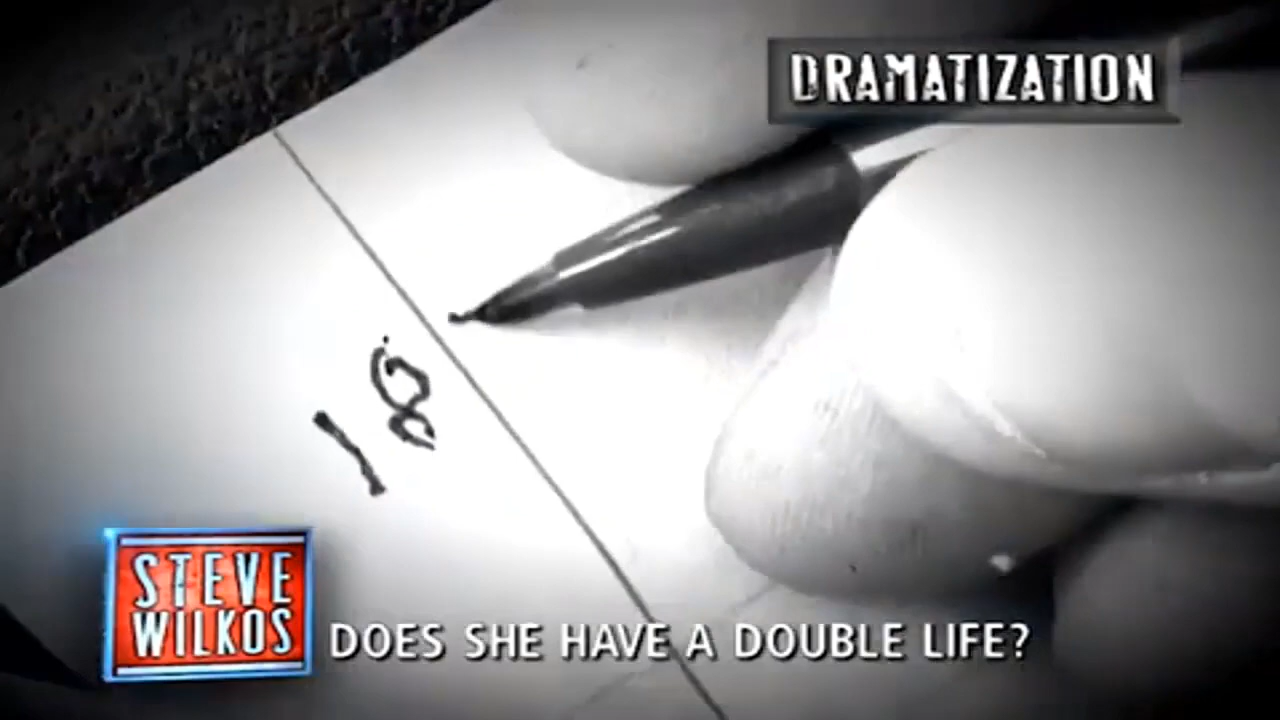 DRAMATIZATION
18
STEVE
WILKOS
DOES SHE HAVE A DOUBLE LIFE?